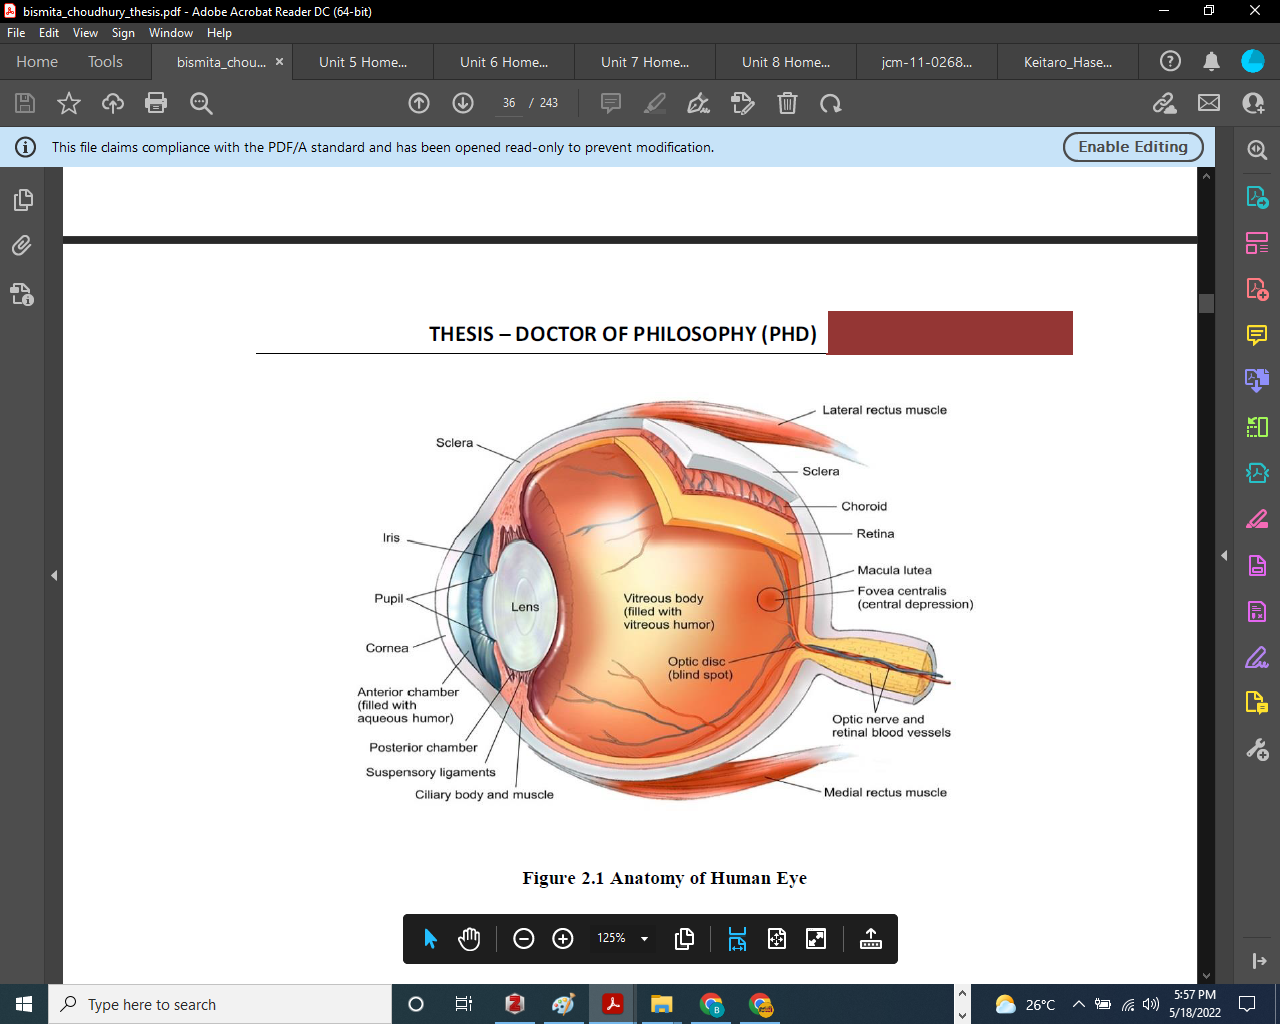 bismita_choudhury_thesis.pdf - Adobe Acrobat Reader DC (64-bit)
File Edit View Sign Window Help
Home Tools bismita_chou... × Unit 5 Home... Unit 6 Home... Unit 7 Home... Unit 8 Home... jcm-11-0268... Keitaro_Hase...
36 / 243
This file claims compliance with the PDF/A standard and has been opened read-only to prevent modification.
Enable Editing
THESIS – DOCTOR OF PHILOSOPHY (PHD)
Lateral rectus muscle
Sclera
Sclera
Choroid
Iris
Retina
Macula lutea
Pupil
Lens
Vitreous body
(filled with
vitreous humor)
Fovea centralis
(central depression)
Cornea
Optic disc
(blind spot)
Anterior chamber
(filled with
aqueous humor)
Optic nerve and
retinal blood vessels
Posterior chamber
Suspensory ligaments
Ciliary body and muscle
Medial rectus muscle
Figure 2.1 Anatomy of Human Eye
125%
Type here to search
26°C
5:57 PM
5/18/2022